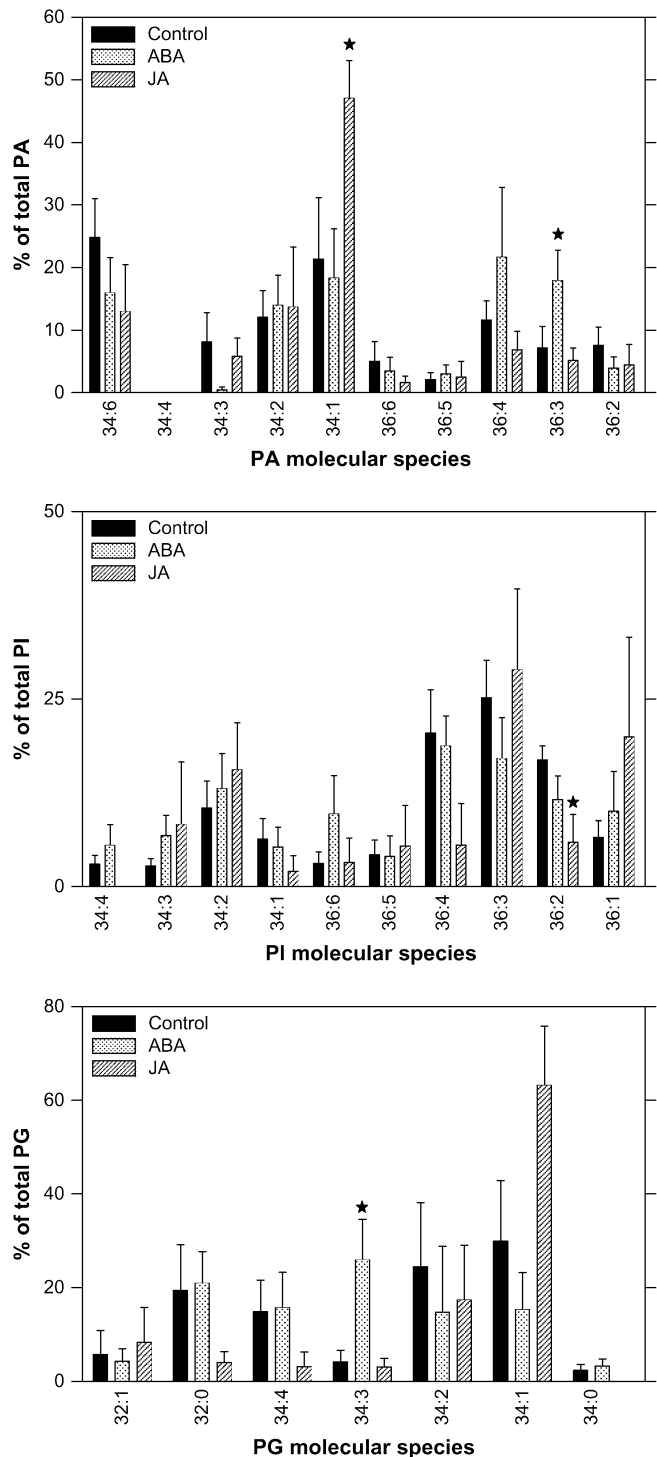 60
50
40
30
20
10
0
% of total PA
Control
ABA
JA
★
★
34:6 34:4 34:3 34:2 34:1 36:6 36:5 36:4 36:3 36:2
PA molecular species
50
25
0
% of total PI
Control
ABA
JA
★
34:4 34:3 34:2 34:1 36:6 36:5 36:4 36:3 36:2 36:1
PI molecular species
80
60
40
20
0
% of total PG
Control
ABA
JA
★
32:1 32:0 34:4 34:3 34:2 34:1 34:0
PG molecular species